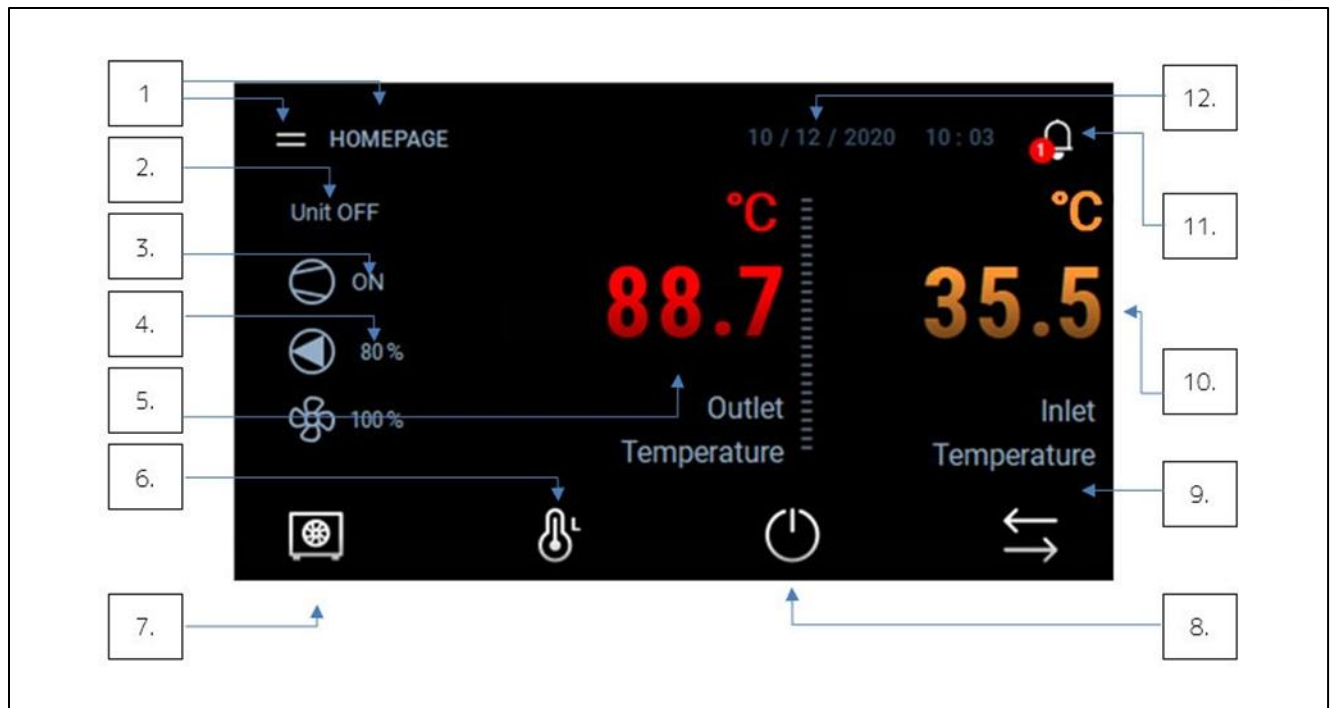 1
12.
HOMEPAGE
10 / 12 / 2020 10 : 03
1
2.
Unit OFF
°C
°C
11.
3.
ON
88.7
35.5
4.
80 %
10.
5.
100 %
Outlet
Temperature
Inlet
Temperature
6.
L
9.
7.
8.